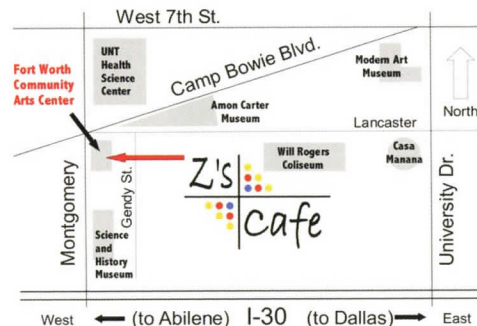 West 7th St.
UNT
Health
Science
Center
Camp Bowie Blvd.
Modern Art
Museum
Fort Worth
Community
Arts Center
Amon Carter
Museum
North
Lancaster
Will Rogers
Coliseum
Casa
Manana
Z's
cafe
Montgomery
Gendy St.
University Dr.
Science
and
History
Museum
West (to Abilene) I-30 (to Dallas) East